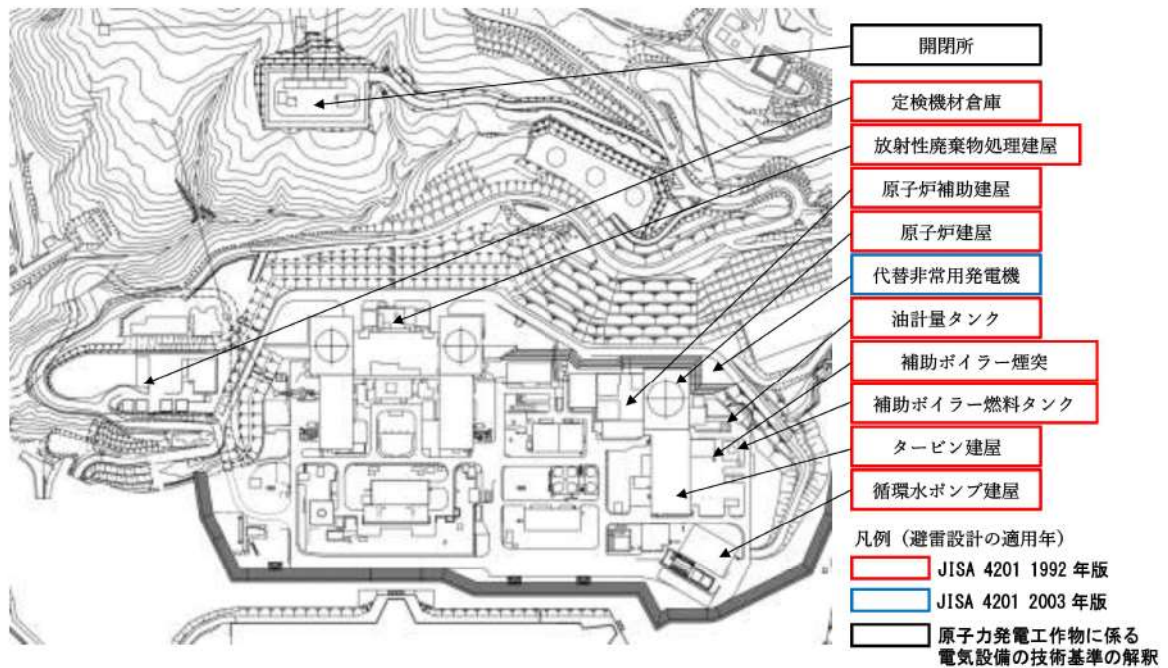 開閉所
定検機材倉庫
放射性廃棄物処理建屋
原子炉補助建屋
原子炉建屋
代替非常用発電機
油計量タンク
補助ボイラー煙突
補助ボイラー燃料タンク
タービン建屋
循環水ポンプ建屋
凡例（避雷設計の適用年）
JISA 4201 1992 年版
JISA 4201 2003 年版
原子力発電工作物に係る
電気設備の技術基準の解釈